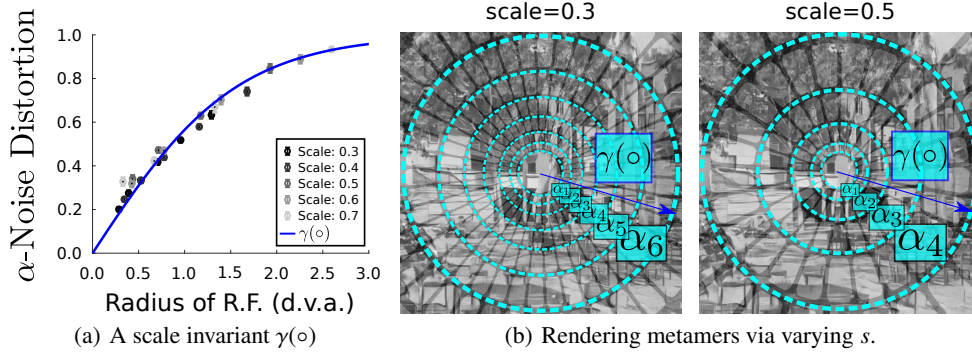 α-Noise Distortion
1.0
0.8
0.6
0.4
0.2
0.0
0.0 0.5 1.0 1.5 2.0 2.5 3.0
Radius of R.F. (d.v.a.)
Scale: 0.3
Scale: 0.4
Scale: 0.5
Scale: 0.6
Scale: 0.7
γ(∘)
(a) A scale invariant γ(∘)
scale=0.3
γ(∘)
α1 α2 α3 α4 α5 α6
scale=0.5
γ(∘)
α1 α2 α3 α4
(b) Rendering metamers via varying s.